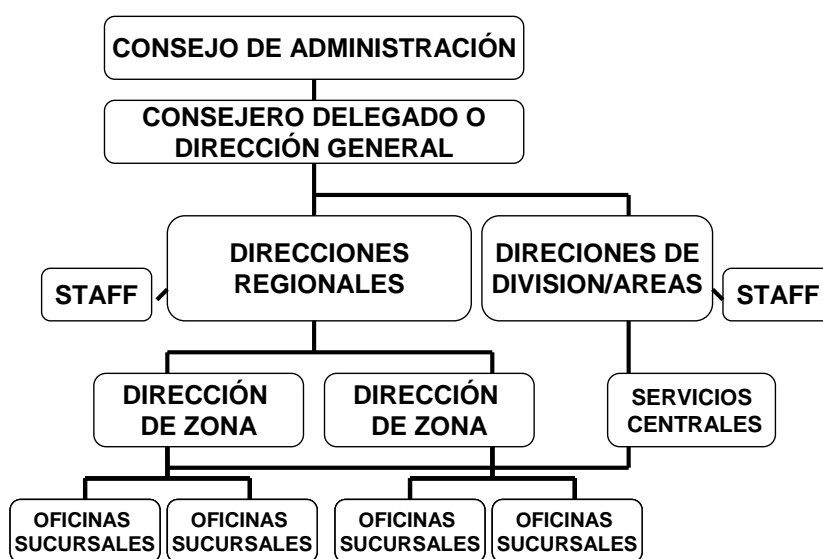 CONSEJO DE ADMINISTRACIÓN
CONSEJERO DELEGADO O
DIRECCIÓN GENERAL
DIRECCIONES
REGIONALES
DIRECIONES DE
DIVISION/AREAS
STAFF
STAFF
DIRECCIÓN
DE ZONA
DIRECCIÓN
DE ZONA
SERVICIOS
CENTRALES
OFICINAS
SUCURSALES
OFICINAS
SUCURSALES
OFICINAS
SUCURSALES
OFICINAS
SUCURSALES